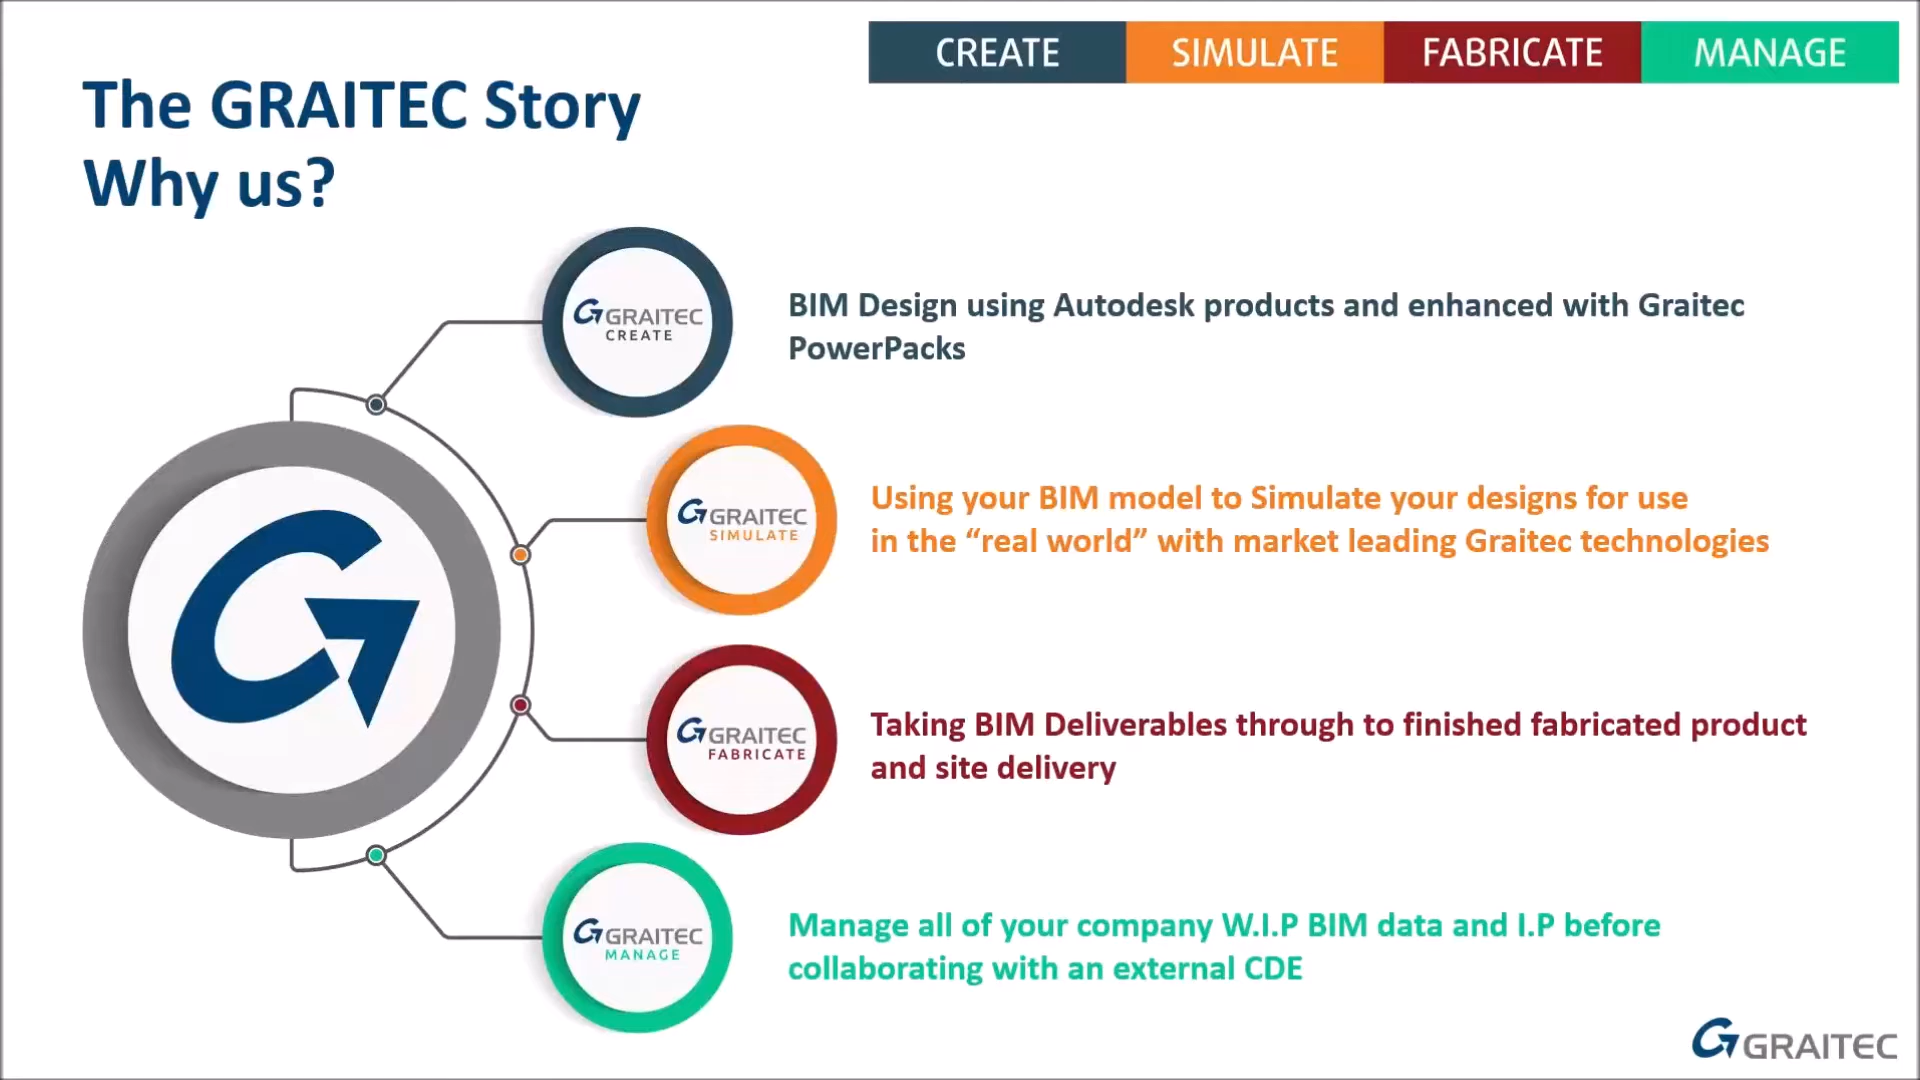 CREATE SIMULATE FABRICATE MANAGE
The GRAITEC Story
Why us?
GRAITEC
CREATE
BIM Design using Autodesk products and enhanced with Graitec
PowerPacks
GRAITEC
SIMULATE
Using your BIM model to Simulate your designs for use
in the “real world” with market leading Graitec technologies
GRAITEC
FABRICATE
Taking BIM Deliverables through to finished fabricated product
and site delivery
GRAITEC
MANAGE
Manage all of your company W.I.P BIM data and I.P before
collaborating with an external CDE
GRAITEC